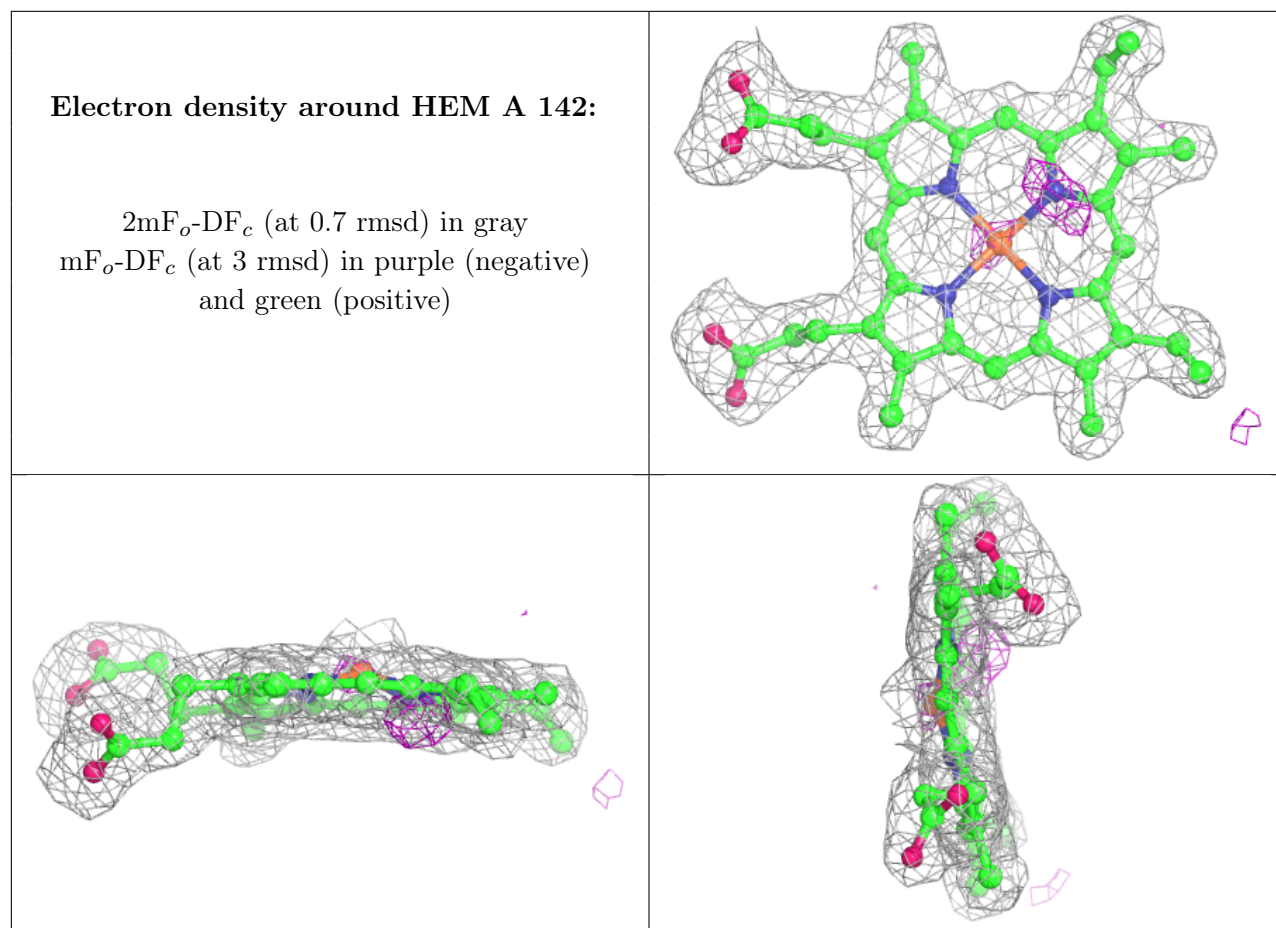 Electron density around HEM A 142:
2mFo-DFc (at 0.7 rmsd) in gray
mFo-DFc (at 3 rmsd) in purple (negative)
and green (positive)